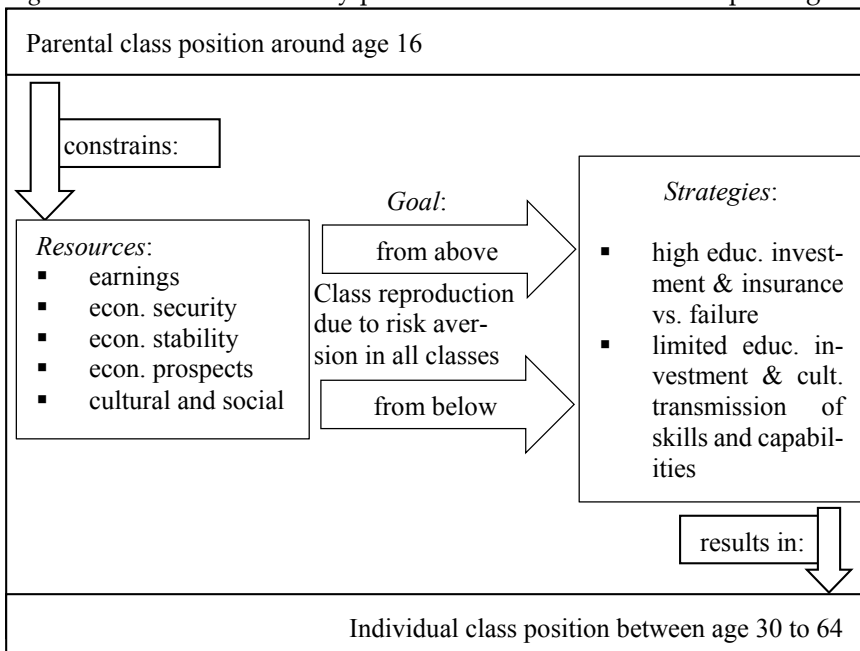 Parental class position around age 16
constrains:
Resources:
▪ earnings
▪ econ. security
▪ econ. stability
▪ econ. prospects
▪ cultural and social
Goal:
from above
Class reproduction
due to risk aver-
sion in all classes
from below
Strategies:
▪ high educ. invest-
ment & insurance
vs. failure
▪ limited educ. in-
vestment & cult.
transmission of
skills and capabil-
ities
results in:
Individual class position between age 30 to 64